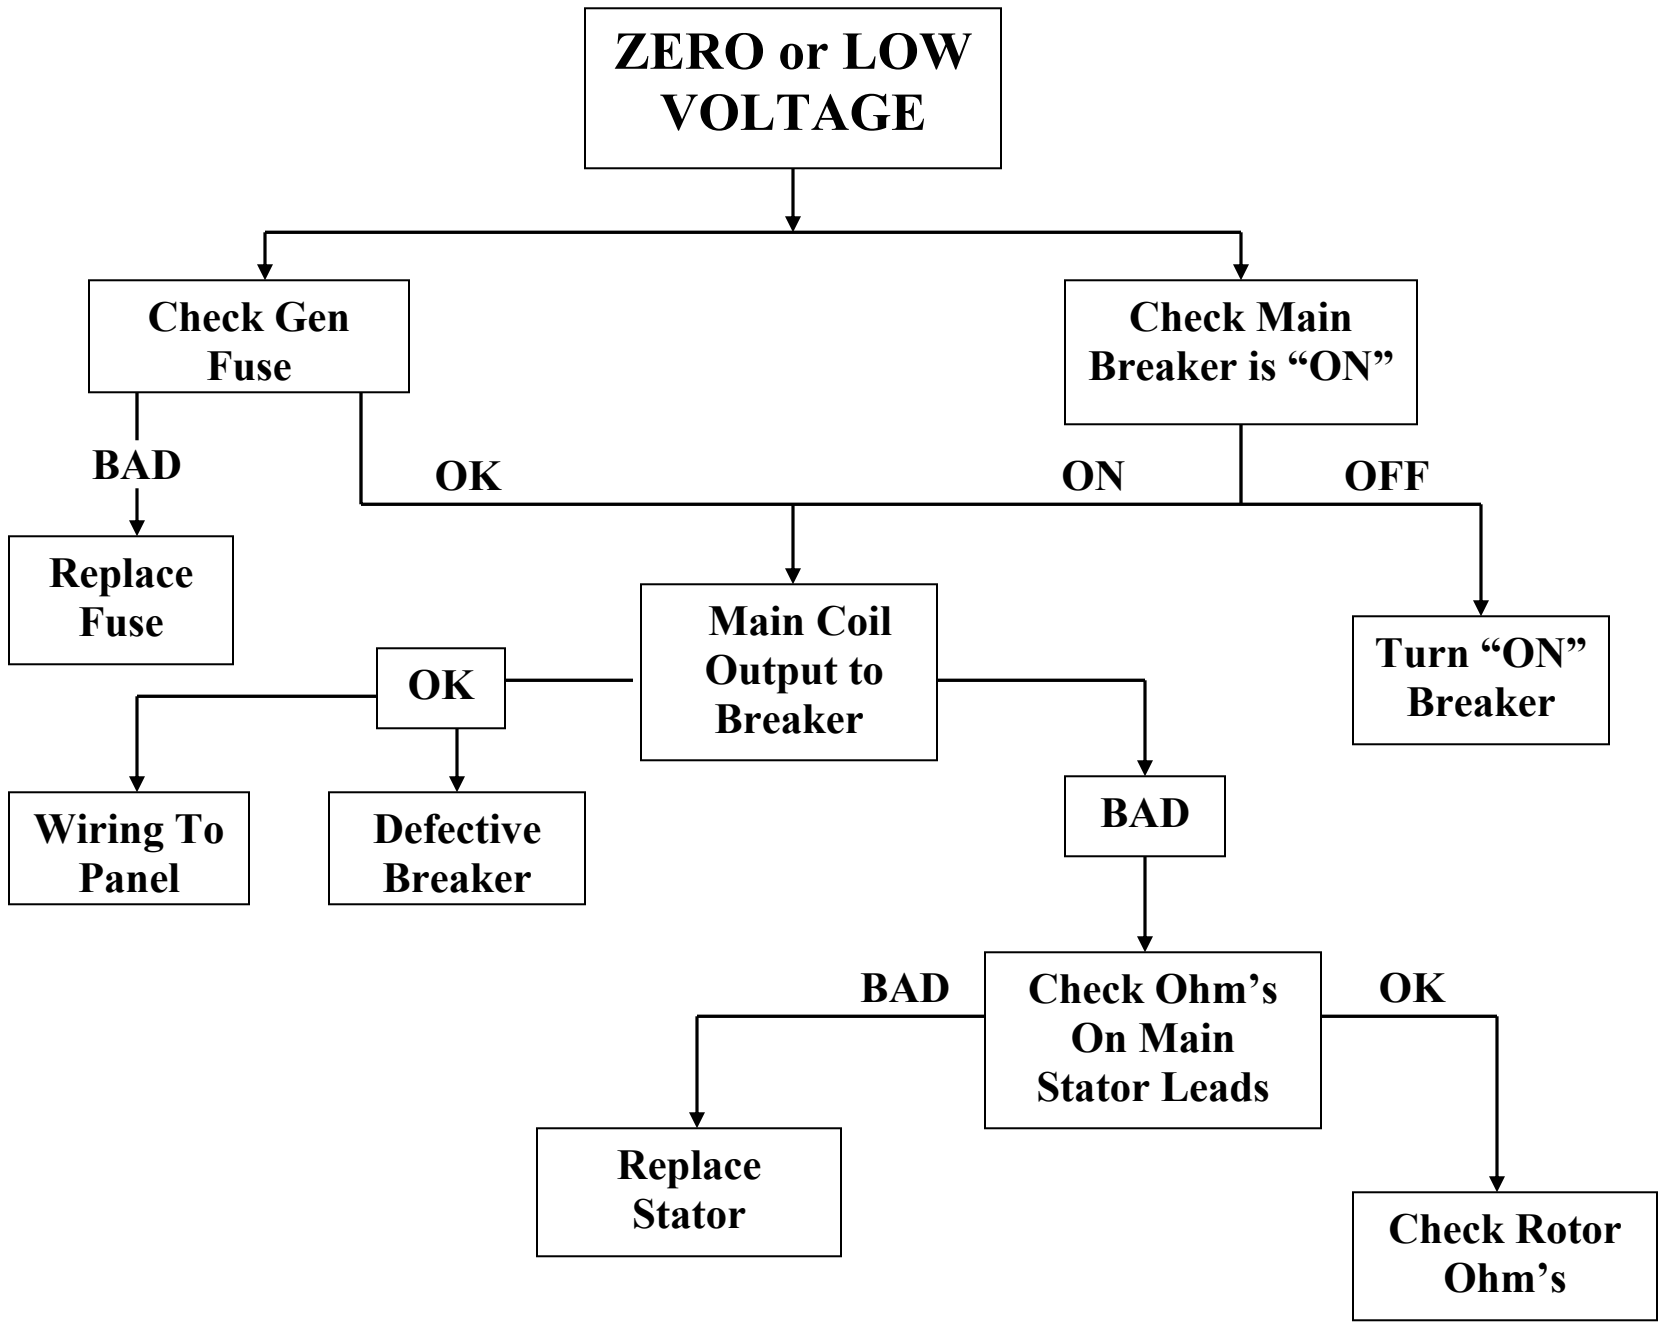 ZERO or LOW
VOLTAGE
Check Gen
Fuse
Check Main
Breaker is “ON”
BAD
OK
ON
OFF
Replace
Fuse
Main Coil
Output to
Breaker
Turn “ON”
Breaker
OK
BAD
Wiring To
Panel
Defective
Breaker
BAD
Check Ohm’s
On Main
Stator Leads
OK
Replace
Stator
Check Rotor
Ohm’s